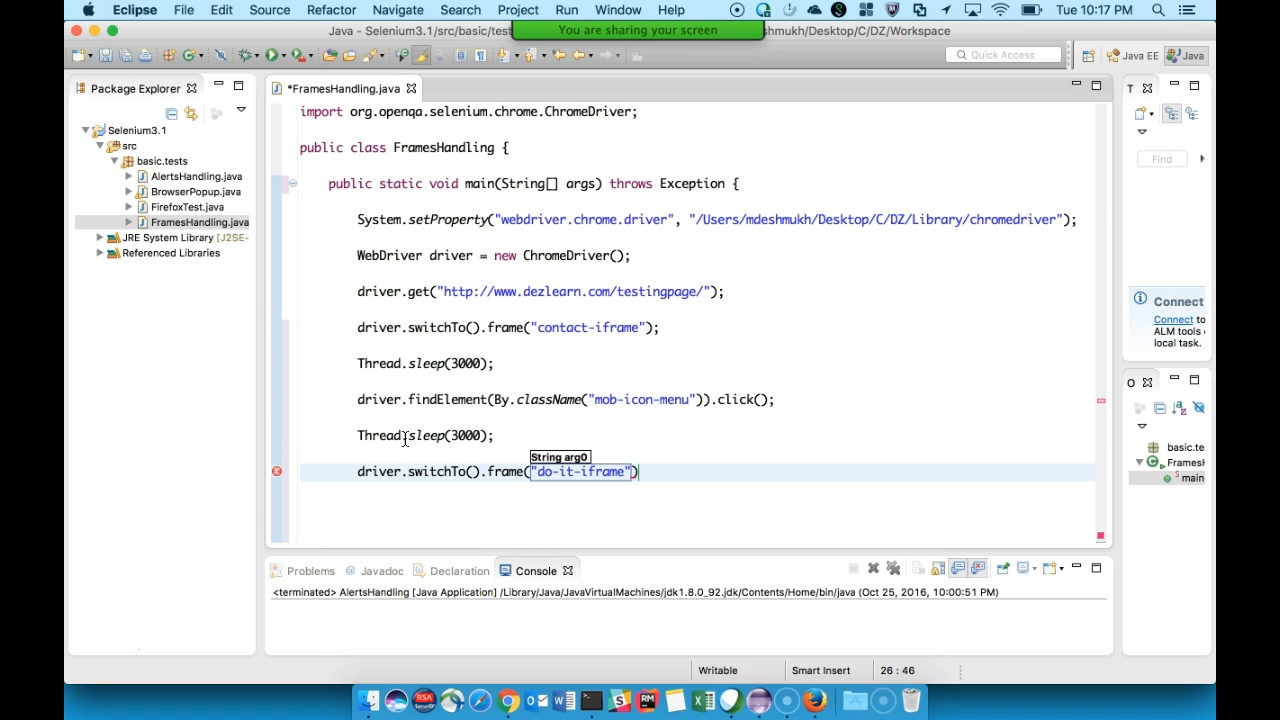 Eclipse File Edit Source Refactor Navigate Search Project Run Window Help Tue 10:17 PM
Java - Selenium3.1/src/basic/test You are sharing your screen shmukh/Desktop/C/DZ/Workspace
Quick Access Java EE Java
Package Explorer *FramesHandling.java T
Selenium3.1
src
basic.tests
AlertsHandling.java
BrowserPopup.java
FirefoxTest.java
FramesHandling.java
JRE System Library [J2SE-
Referenced Libraries
import org.openqa.selenium.chrome.ChromeDriver;
public class FramesHandling {
public static void main(String[] args) throws Exception {
System.setProperty("webdriver.chrome.driver", "/Users/mdeshmukh/Desktop/C/DZ/Library/chromedriver");
WebDriver driver = new ChromeDriver();
driver.get("http://www.dezlearn.com/testingpage/");
driver.switchTo().frame("contact-iframe");
Thread.sleep(3000);
driver.findElement(By.className("mob-icon-menu")).click();
Thread.sleep(3000);
String arg0
driver.switchTo().frame("do-it-iframe")
Find
Connect
Connect to
ALM tools
local task.
O
basic.te
FramesH
main
Problems Javadoc Declaration Console
<terminated> AlertsHandling [Java Application] /Library/Java/JavaVirtualMachines/jdk1.8.0_92.jdk/Contents/Home/bin/java (Oct 25, 2016, 10:00:51 PM)
Writable Smart Insert 26 : 46